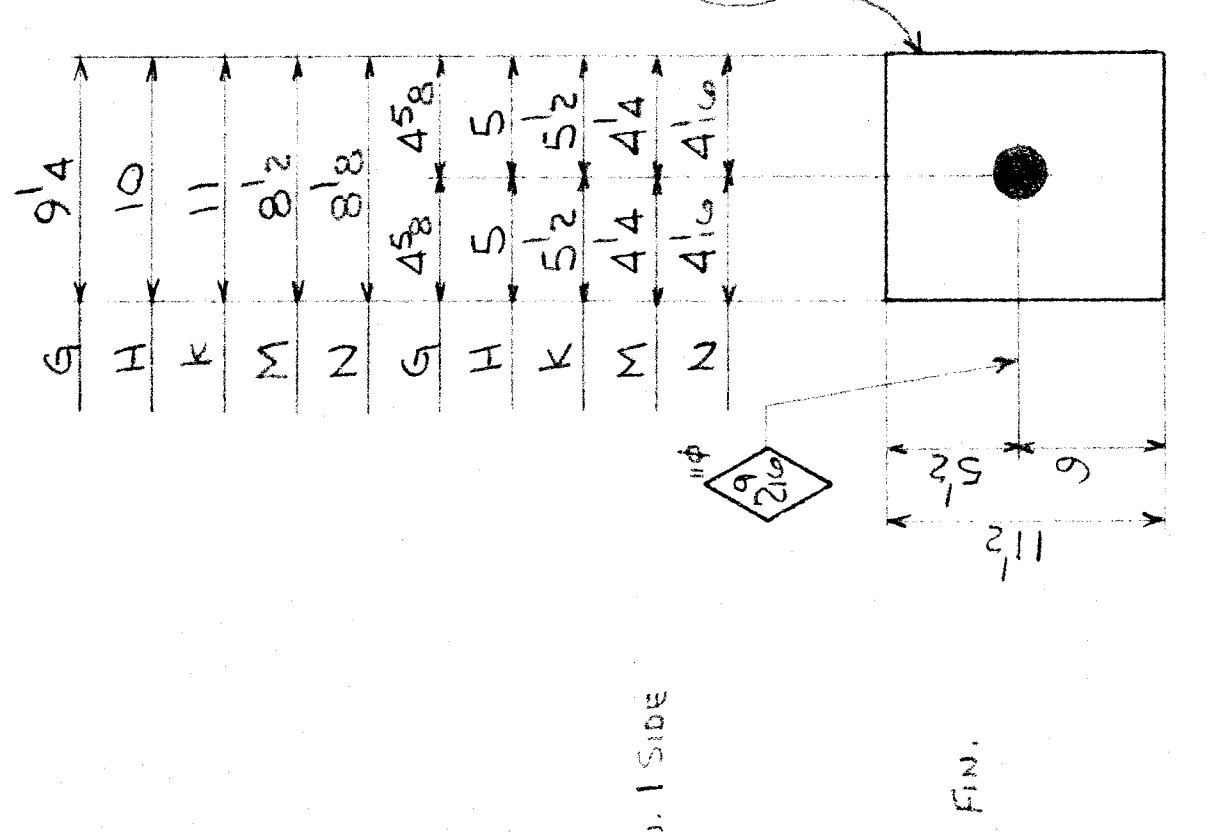 G 9 1/4
H 10
K 11
M 8 1/2
N 8 1/8
G 4 5/8 4 5/8
H 5 5
K 5 1/2 5 1/2
M 4 1/4 4 1/4
N 4 1/16 4 1/16
2 9/16 "φ
5 1/2
6
11 1/2
1 SIDE
FIN.